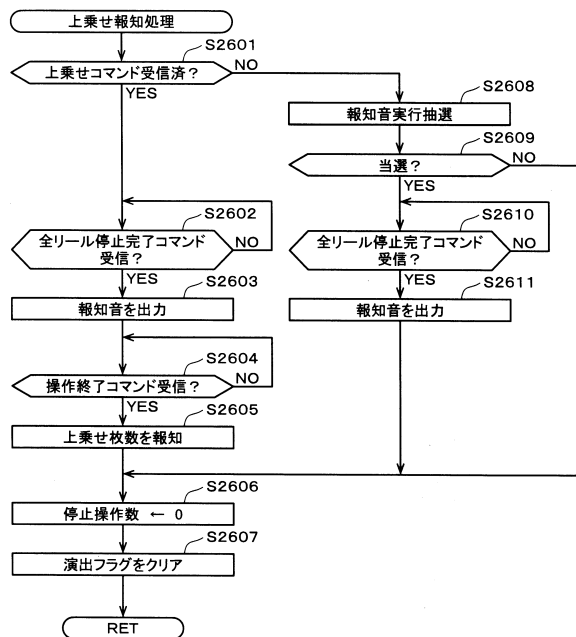 上乗せ報知処理
S2601
上乗せコマンド受信済？
NO
YES
S2608
報知音実行抽選
S2609
当選？
NO
YES
S2602
全リール停止完了コマンド
受信？
NO
YES
S2610
全リール停止完了コマンド
受信？
NO
YES
S2603
報知音を出力
S2611
報知音を出力
S2604
操作終了コマンド受信？
NO
YES
S2605
上乗せ枚数を報知
S2606
停止操作数 ← 0
S2607
演出フラグをクリア
RET